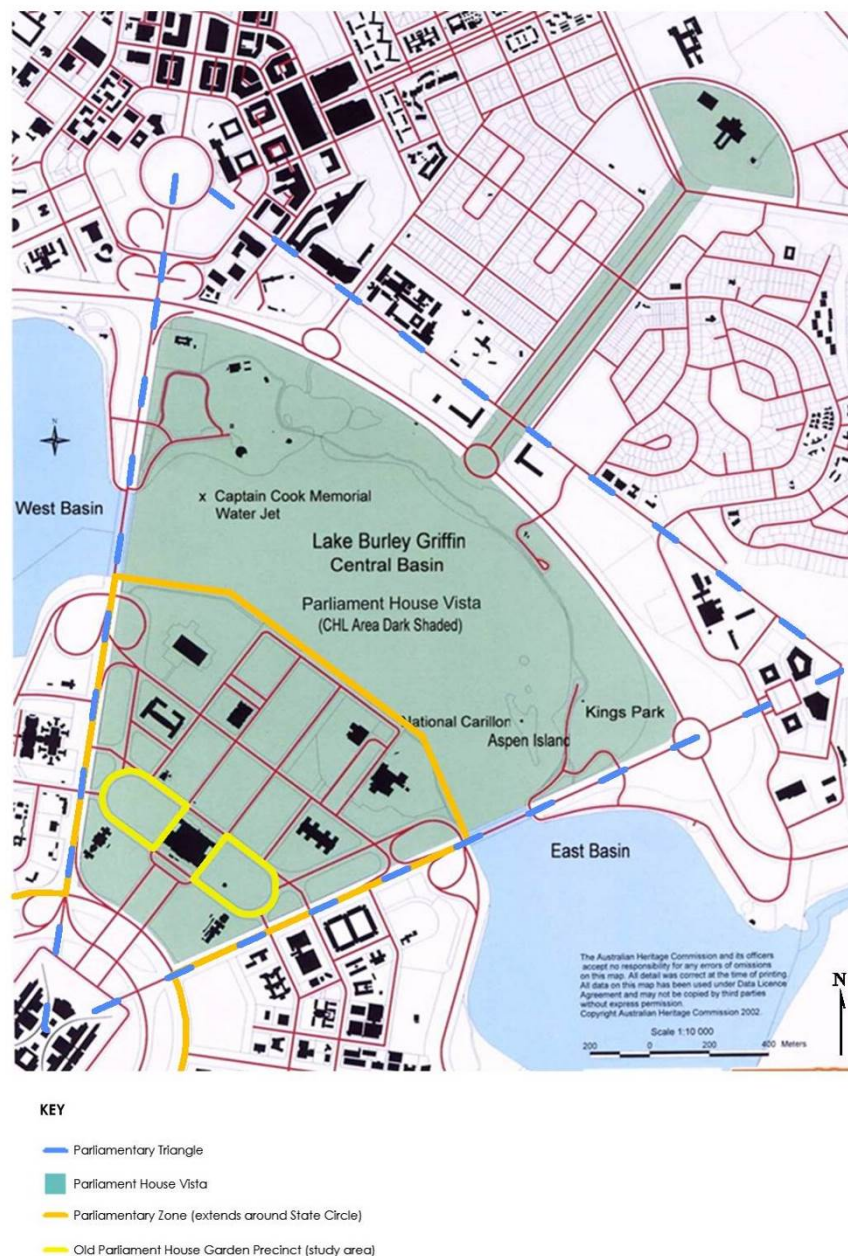 N
West Basin
x Captain Cook Memorial
Water Jet
Lake Burley Griffin
Central Basin
Parliament House Vista
(CHL Area Dark Shaded)
National Carillon
Aspen Island
Kings Park
East Basin
The Australian Heritage Commission and its officers
accept no responsibility for any errors of omissions
on this map. All detail was correct at the time of printing.
All data on this map has been used under Data Licence
Agreement and may not be copied by third parties
without express permission.
Copyright Australian Heritage Commission 2002.
N
Scale 1:10 000
200 0 200 400 Meters
KEY
Parliamentary Triangle
Parliament House Vista
Parliamentary Zone (extends around State Circle)
Old Parliament House Garden Precinct (study area)